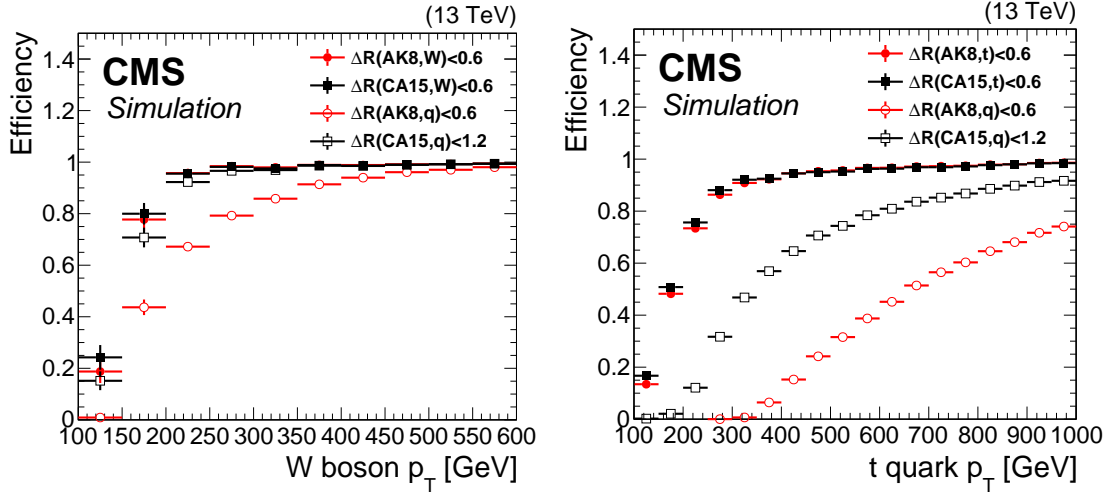 (13 TeV)
Efficiency
1.4
1.2
1
0.8
0.6
0.4
0.2
0
CMS
Simulation
ΔR(AK8,W)<0.6
ΔR(CA15,W)<0.6
ΔR(AK8,q)<0.6
ΔR(CA15,q)<1.2
100 150 200 250 300 350 400 450 500 550 600
W boson p_T [GeV]
(13 TeV)
Efficiency
1.4
1.2
1
0.8
0.6
0.4
0.2
0
CMS
Simulation
ΔR(AK8,t)<0.6
ΔR(CA15,t)<0.6
ΔR(AK8,q)<0.6
ΔR(CA15,q)<1.2
100 200 300 400 500 600 700 800 900 1000
t quark p_T [GeV]